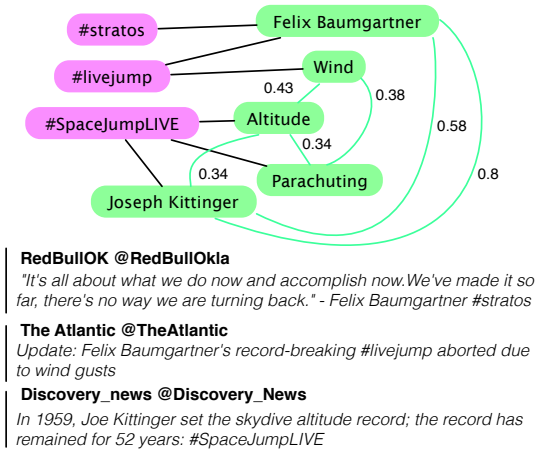 #stratos
Felix Baumgartner
#livejump
Wind
0.43
0.38
#SpaceJumpLIVE
Altitude
0.58
0.34
0.34
0.8
Parachuting
Joseph Kittinger
RedBullOK @RedBullOkla
"It's all about what we do now and accomplish now.We've made it so
far, there's no way we are turning back." - Felix Baumgartner #stratos
The Atlantic @TheAtlantic
Update: Felix Baumgartner's record-breaking #livejump aborted due
to wind gusts
Discovery_news @Discovery_News
In 1959, Joe Kittinger set the skydive altitude record; the record has
remained for 52 years: #SpaceJumpLIVE